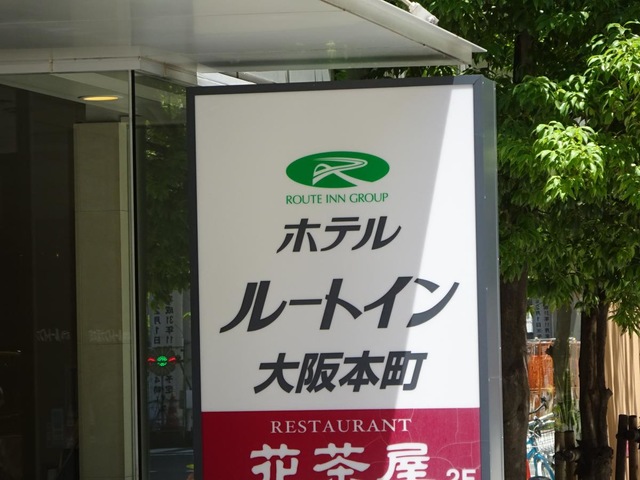 ROUTE INN GROUP
ホテル
ルートイン
大阪本町
RESTAURANT
花茶屋 2F